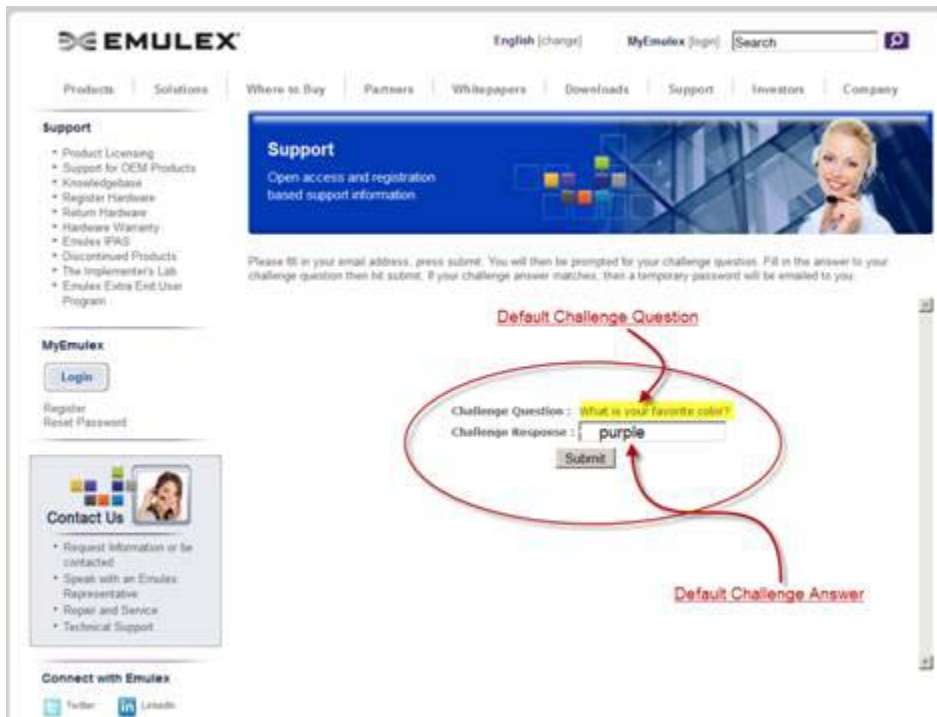 EMULEX
English [change] MyEmulex [login] Search
Products Solutions Where to Buy Partners Whitepapers Downloads Support Investors Company
Support
• Product Licensing
• Support for OEM Products
• Knowledgebase
• Register Hardware
• Return Hardware
• Hardware Warranty
• Emulex IPAS
• Discontinued Products
• The Implementer's Lab
• Emulex Extre End User
Program
Support
Open access and registration
based support information
Please fill in your email address, press submit. You will then be prompted for your challenge question. Fill in the answer to your
challenge question then hit submit. If your challenge answer matches, then a temporary password will be emailed to you.
Default Challenge Question
Challenge Question : What is your favorite color?
Challenge Response : purple
Submit
Default Challenge Answer
MyEmulex
Login
Register
Reset Password
Contact Us
• Request Information or be
contacted
• Speak with an Emulex
Representative
• Repair and Service
• Technical Support
Connect with Emulex
Twitter in LinkedIn